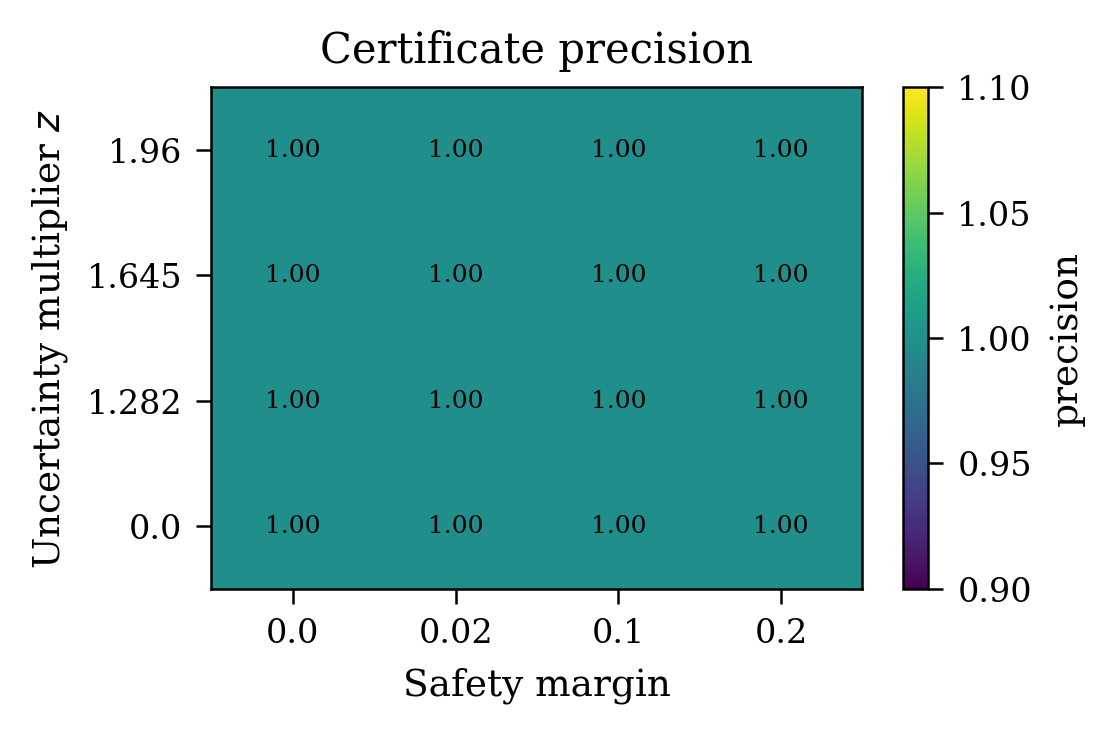 Certificate precision
Uncertainty multiplier z
1.96
1.00 1.00 1.00 1.00
1.645
1.00 1.00 1.00 1.00
1.282
1.00 1.00 1.00 1.00
0.0
1.00 1.00 1.00 1.00
0.0 0.02 0.1 0.2
Safety margin
1.10
1.05
1.00
0.95
0.90
precision